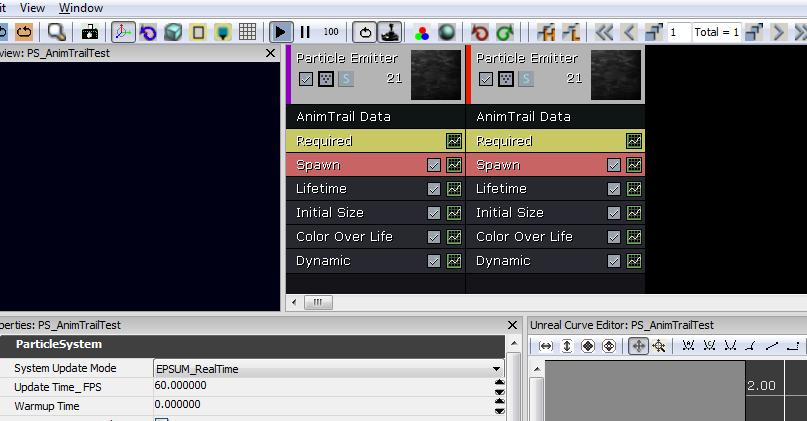 it View Window
100 1 Total = 1
view: PS_AnimTrailTest
Particle Emitter Particle Emitter
S 21 S 21
AnimTrail Data AnimTrail Data
Required Required
Spawn Spawn
Lifetime Lifetime
Initial Size Initial Size
Color Over Life Color Over Life
Dynamic Dynamic
perties: PS_AnimTrailTest Unreal Curve Editor: PS_AnimTrailTest
ParticleSystem
System Update Mode EPSUM_RealTime
Update Time_FPS 60.000000 2.00
Warmup Time 0.000000